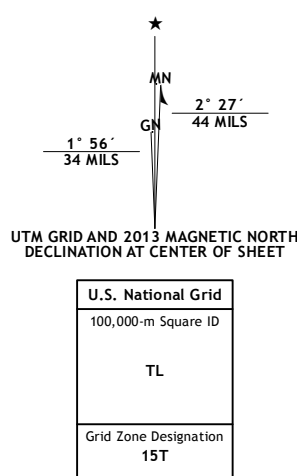 ★
MN
2° 27´
44 MILS
GN
1° 56´
34 MILS
UTM GRID AND 2013 MAGNETIC NORTH
DECLINATION AT CENTER OF SHEET
U.S. National Grid
100,000-m Square ID
TL
Grid Zone Designation
15T